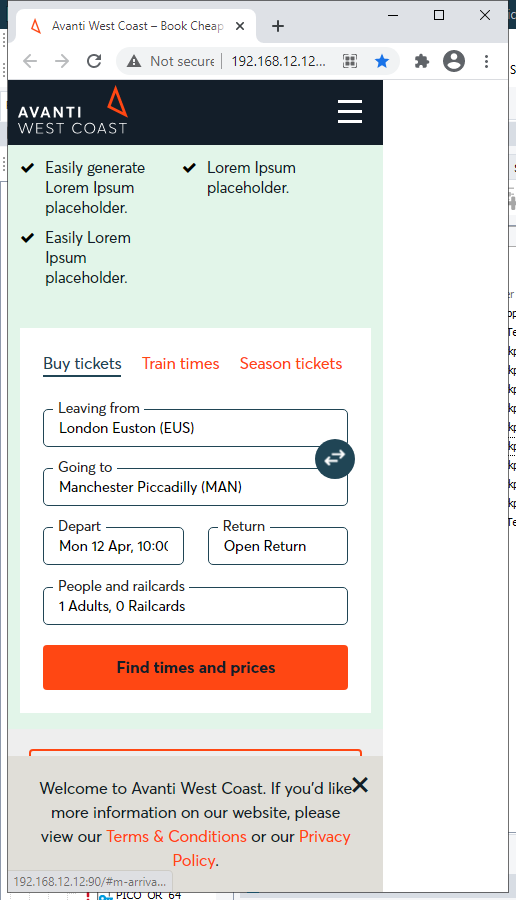 Avanti West Coast – Book Cheap
Not secure
192.168.12.12...
AVANTI
WEST COAST
Easily generate
Lorem Ipsum
placeholder.
Lorem Ipsum
placeholder.
Easily Lorem
Ipsum
placeholder.
Buy tickets
Train times
Season tickets
Leaving from
London Euston (EUS)
Going to
Manchester Piccadilly (MAN)
Depart
Return
Mon 12 Apr, 10:00
Open Return
People and railcards
1 Adults, 0 Railcards
Find times and prices
Welcome to Avanti West Coast. If you'd like
more information on our website, please
view our Terms & Conditions or our Privacy
Policy.
192.168.12.12:90/#m-arriva...
PICO OR 64